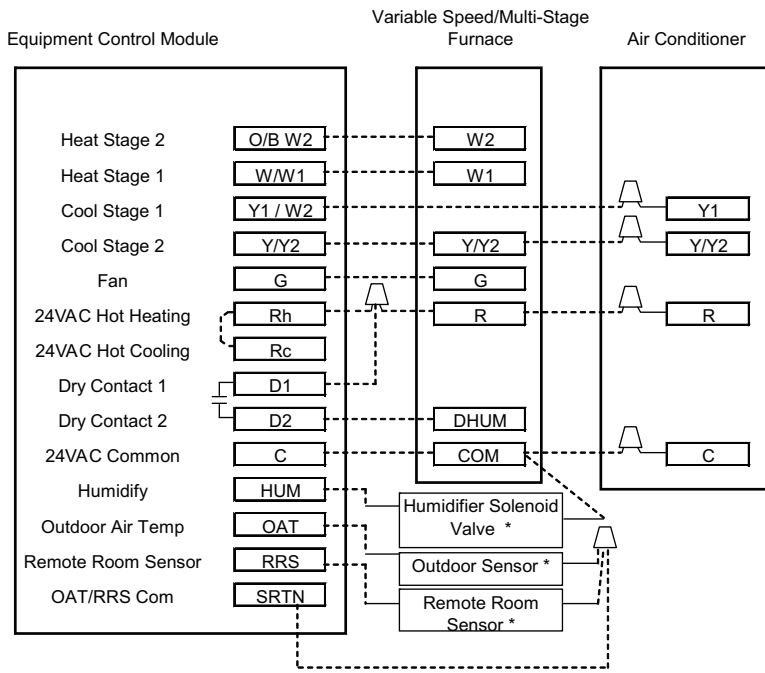 Variable Speed/Multi-Stage
Equipment Control Module Furnace Air Conditioner
Heat Stage 2 O/B W2 W2
Heat Stage 1 W/W1 W1
Cool Stage 1 Y1 / W2 Y1
Cool Stage 2 Y/Y2 Y/Y2 Y/Y2
Fan G G
24VAC Hot Heating Rh R R
24VAC Hot Cooling Rc
Dry Contact 1 D1
Dry Contact 2 D2 DHUM
24VAC Common C COM C
Humidify HUM
Humidifier Solenoid
Valve *
Outdoor Air Temp OAT
Outdoor Sensor *
Remote Room Sensor RRS
OAT/RRS Com SRTN
Remote Room
Sensor *